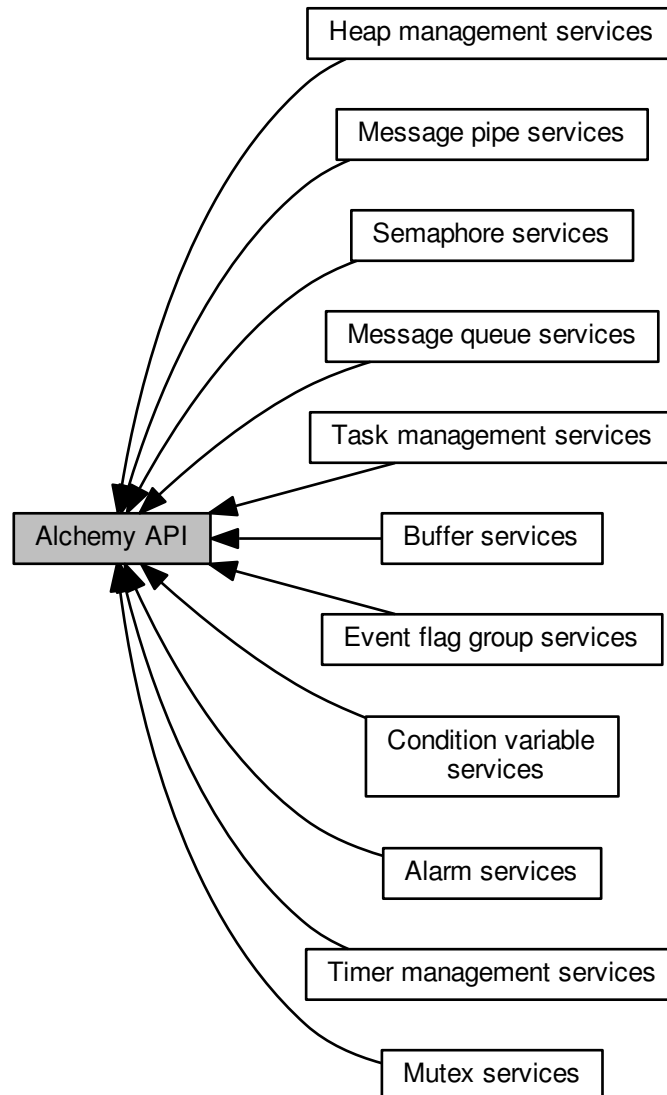 Heap management services
Message pipe services
Semaphore services
Message queue services
Task management services
Alchemy API
Buffer services
Event flag group services
Condition variable
services
Alarm services
Timer management services
Mutex services